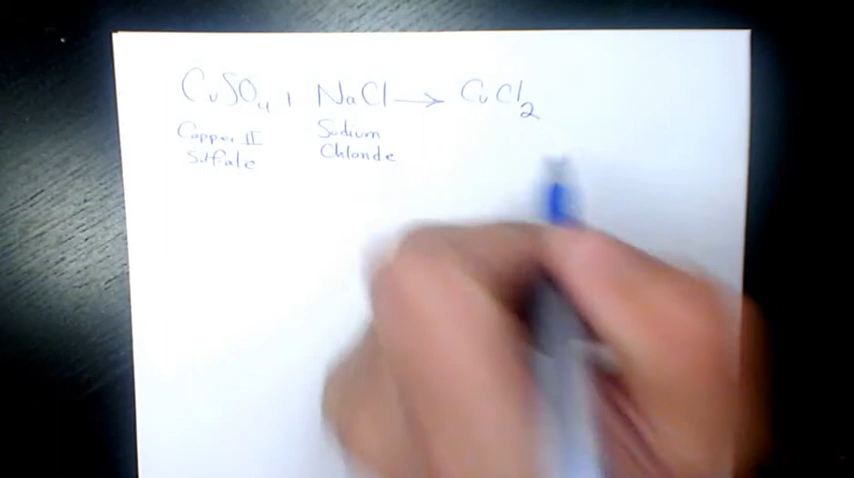 CuSO4 + NaCl → CuCl2
Copper II Sodium
Sulfate Chloride